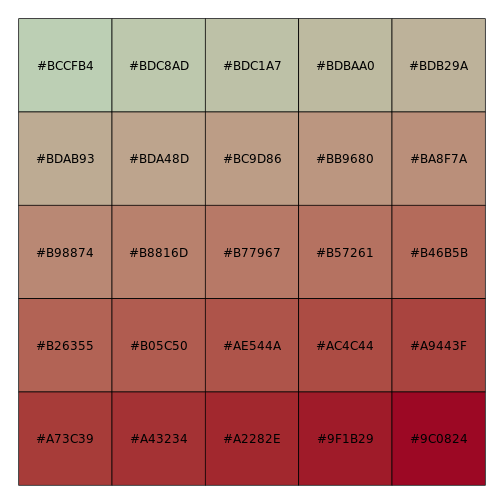 #BCCFB4 #BDC8AD #BDC1A7 #BDBAA0 #BDB29A
#BDAB93 #BDA48D #BC9D86 #BB9680 #BA8F7A
#B98874 #B8816D #B77967 #B57261 #B46B5B
#B26355 #B05C50 #AE544A #AC4C44 #A9443F
#A73C39 #A43234 #A2282E #9F1B29 #9C0824